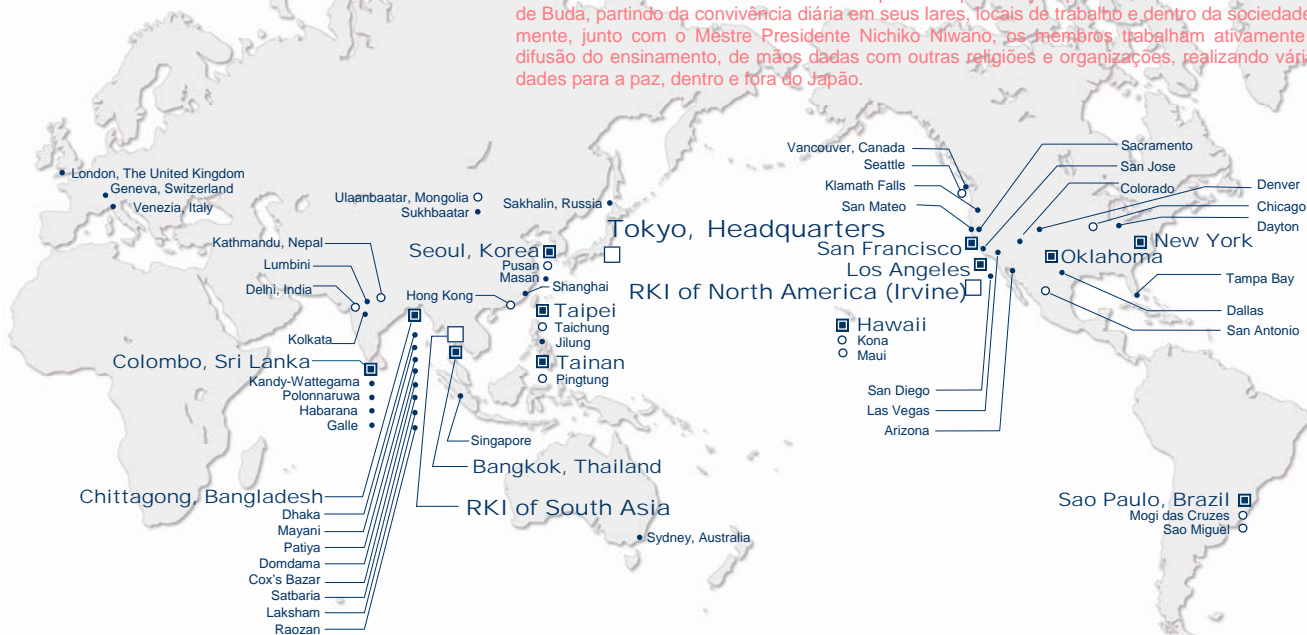 de Buda, partindo da convivência diária em seus lares, locais de trabalho e dentro da sociedade
mente, junto com o Mestre Presidente Nichiko Niwano, os membros trabalham ativamente
difusão do ensinamento, de mãos dadas com outras religiões e organizações, realizando vári
dades para a paz, dentro e fora do Japão.
London, The United Kingdom
Geneva, Switzerland
Venezia, Italy
Ulaanbaatar, Mongolia
Sukhbaatar
Sakhalin, Russia
Tokyo, Headquarters
Seoul, Korea
Pusan
Masan
Shanghai
Hong Kong
Kathmandu, Nepal
Lumbini
Delhi, India
Kolkata
Taipei
Taichung
Jilung
Tainan
Pingtung
Colombo, Sri Lanka
Kandy-Wattegama
Polonnaruwa
Habarana
Galle
Singapore
Bangkok, Thailand
RKI of South Asia
Chittagong, Bangladesh
Dhaka
Mayani
Patiya
Domdama
Cox's Bazar
Satbaria
Laksham
Raozan
Sydney, Australia
Vancouver, Canada
Seattle
Klamath Falls
San Mateo
San Francisco
Los Angeles
RKI of North America (Irvine)
Hawaii
Kona
Maui
San Diego
Las Vegas
Arizona
Sacramento
San Jose
Colorado
Denver
Chicago
Dayton
New York
Oklahoma
Tampa Bay
Dallas
San Antonio
Sao Paulo, Brazil
Mogi das Cruzes
Sao Miguel